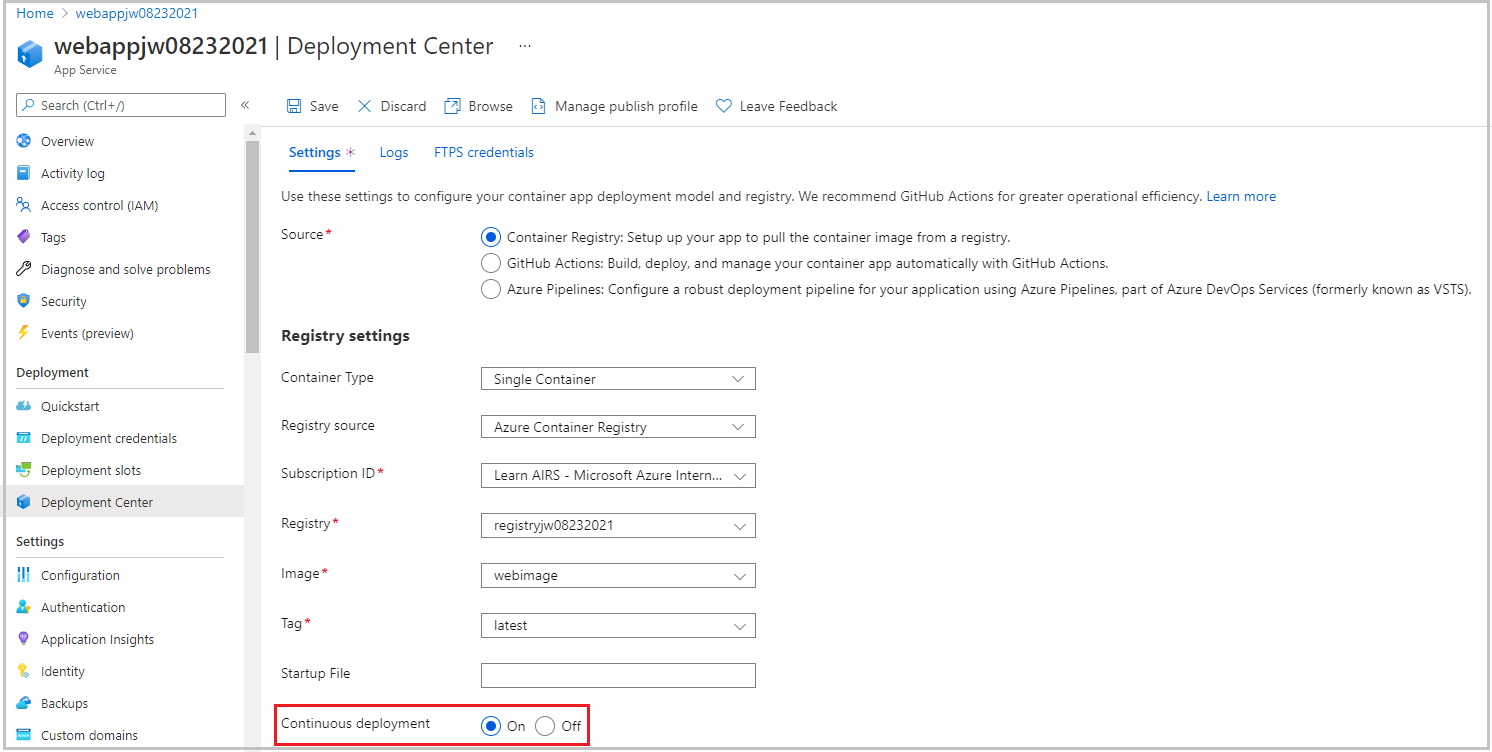 Home > webappjw08232021
webappjw08232021 | Deployment Center ...
App Service
Search (Ctrl+/)
«
Save
Discard
Browse
Manage publish profile
Leave Feedback
Overview
Activity log
Access control (IAM)
Tags
Diagnose and solve problems
Security
Events (preview)
Deployment
Quickstart
Deployment credentials
Deployment slots
Deployment Center
Settings
Configuration
Authentication
Application Insights
Identity
Backups
Custom domains
Settings * Logs FTPS credentials
Use these settings to configure your container app deployment model and registry. We recommend GitHub Actions for greater operational efficiency. Learn more
Source*
Container Registry: Setup up your app to pull the container image from a registry.
GitHub Actions: Build, deploy, and manage your container app automatically with GitHub Actions.
Azure Pipelines: Configure a robust deployment pipeline for your application using Azure Pipelines, part of Azure DevOps Services (formerly known as VSTS).
Registry settings
Container Type Single Container
Registry source Azure Container Registry
Subscription ID* Learn AIRS - Microsoft Azure Intern...
Registry* registryjw08232021
Image* webimage
Tag* latest
Startup File
Continuous deployment On Off